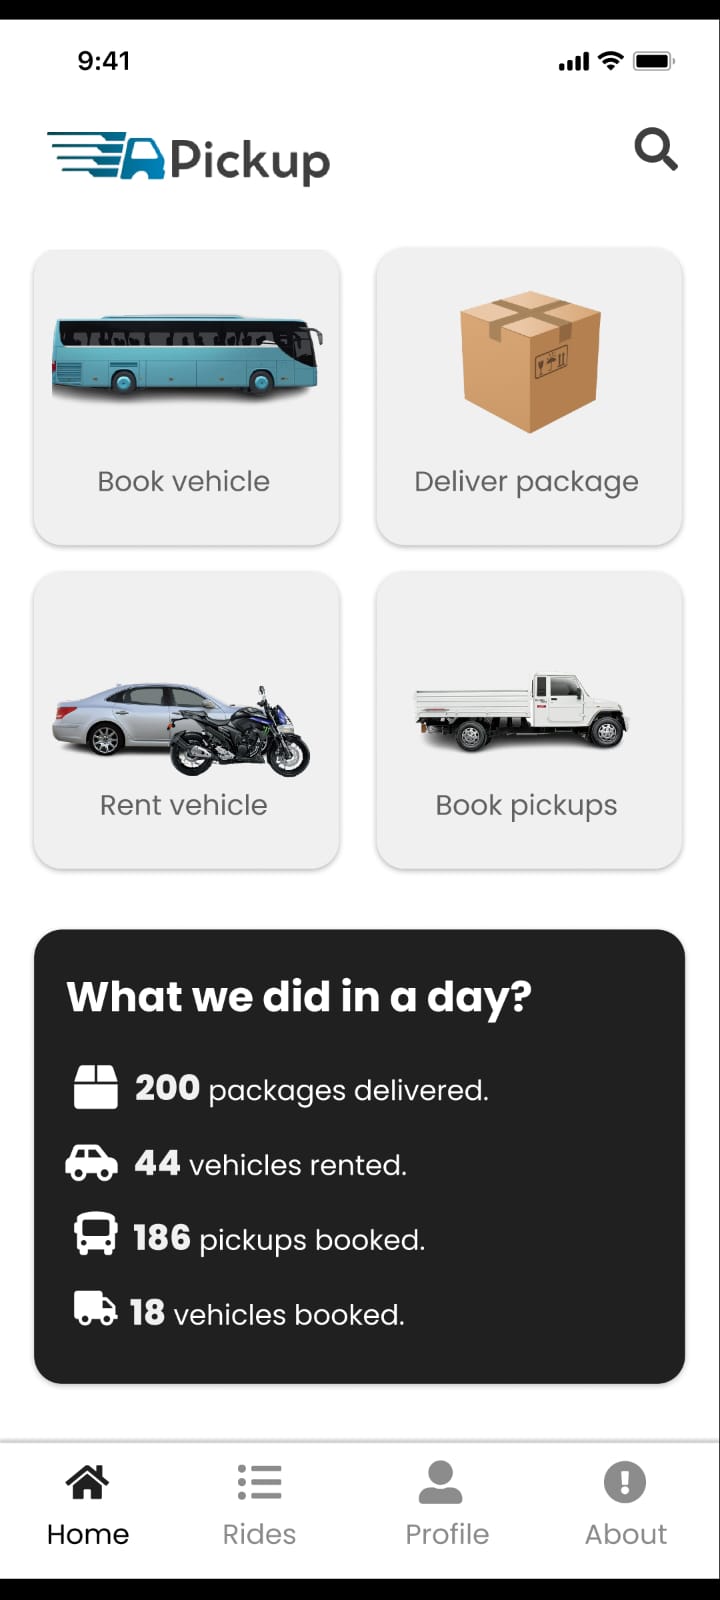 9:41
Pickup
Book vehicle
Deliver package
Rent vehicle
Book pickups
What we did in a day?
200 packages delivered.
44 vehicles rented.
186 pickups booked.
18 vehicles booked.
Home
Rides
Profile
About